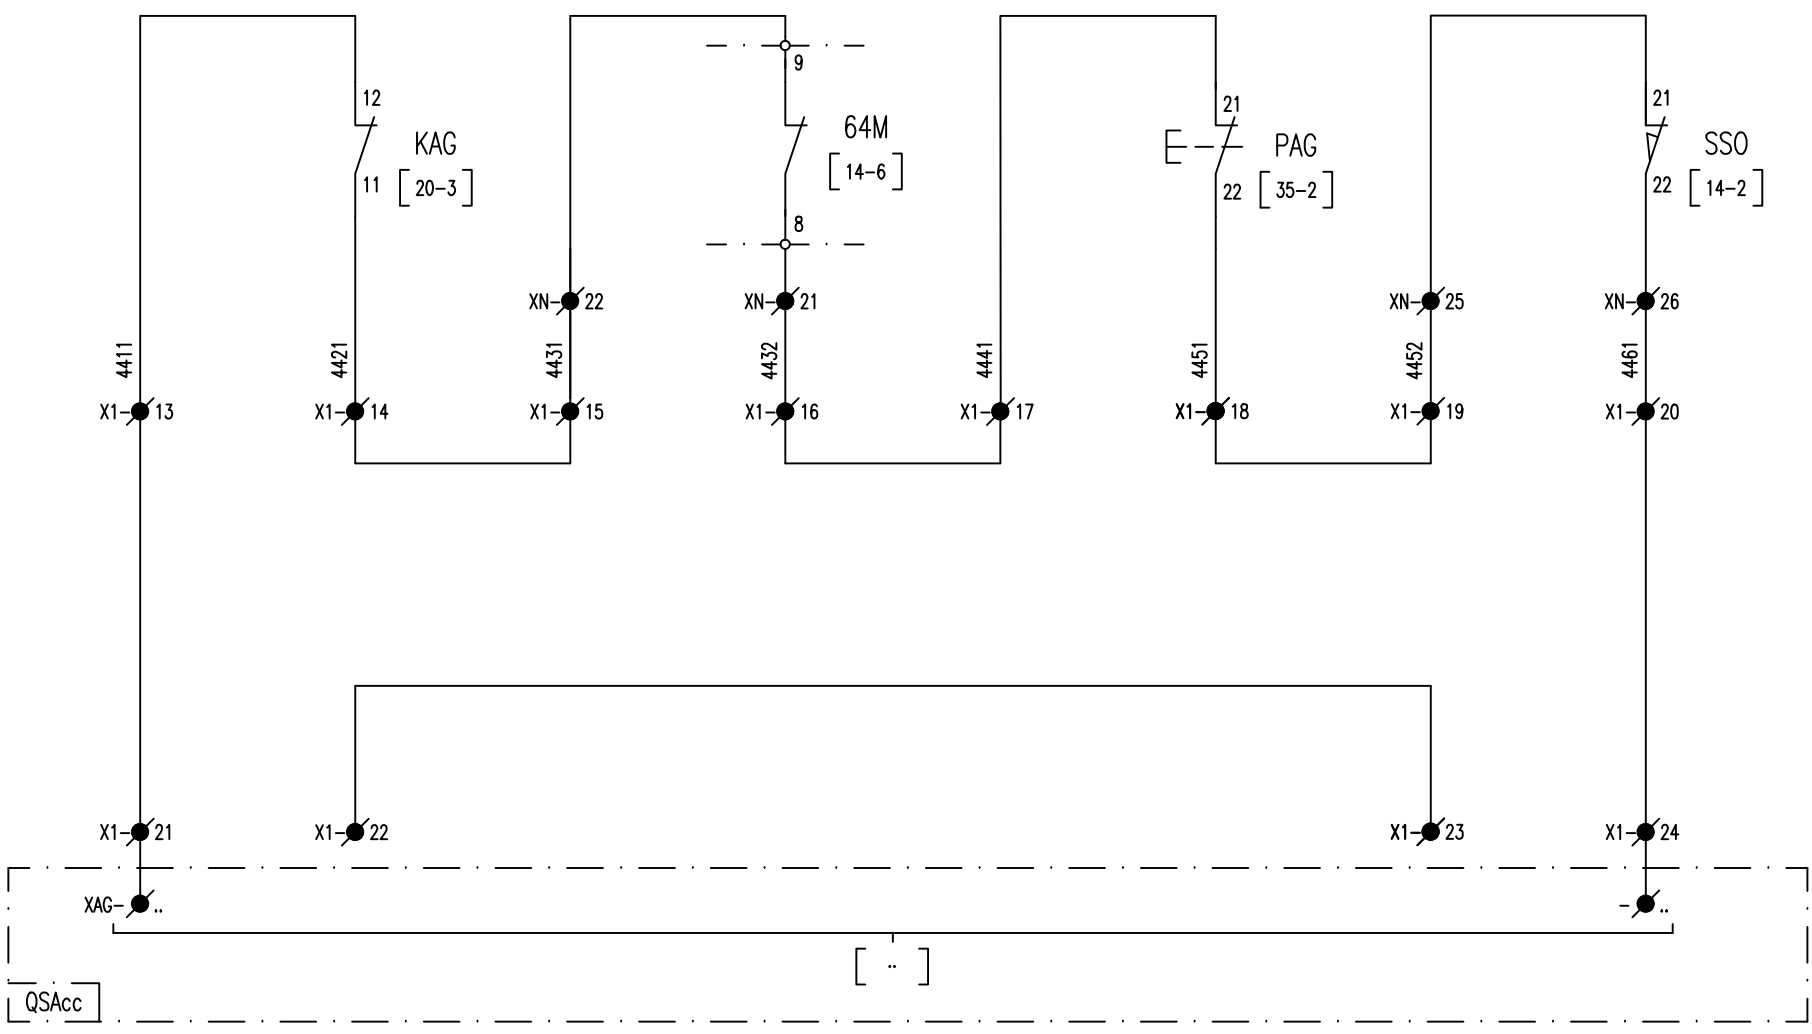 9
12
21
21
64M
KAG
PAG
SSO
[14-6]
11
[20-3]
22
[35-2]
22
[14-2]
8
XN- 22
XN- 21
XN- 25
XN- 26
4411
4421
4431
4432
4441
4451
4452
4461
X1- 13
X1- 14
X1- 15
X1- 16
X1- 17
X1- 18
X1- 19
X1- 20
X1- 21
X1- 22
X1- 23
X1- 24
XAG- ..
- ..
[ .. ]
QSAcc